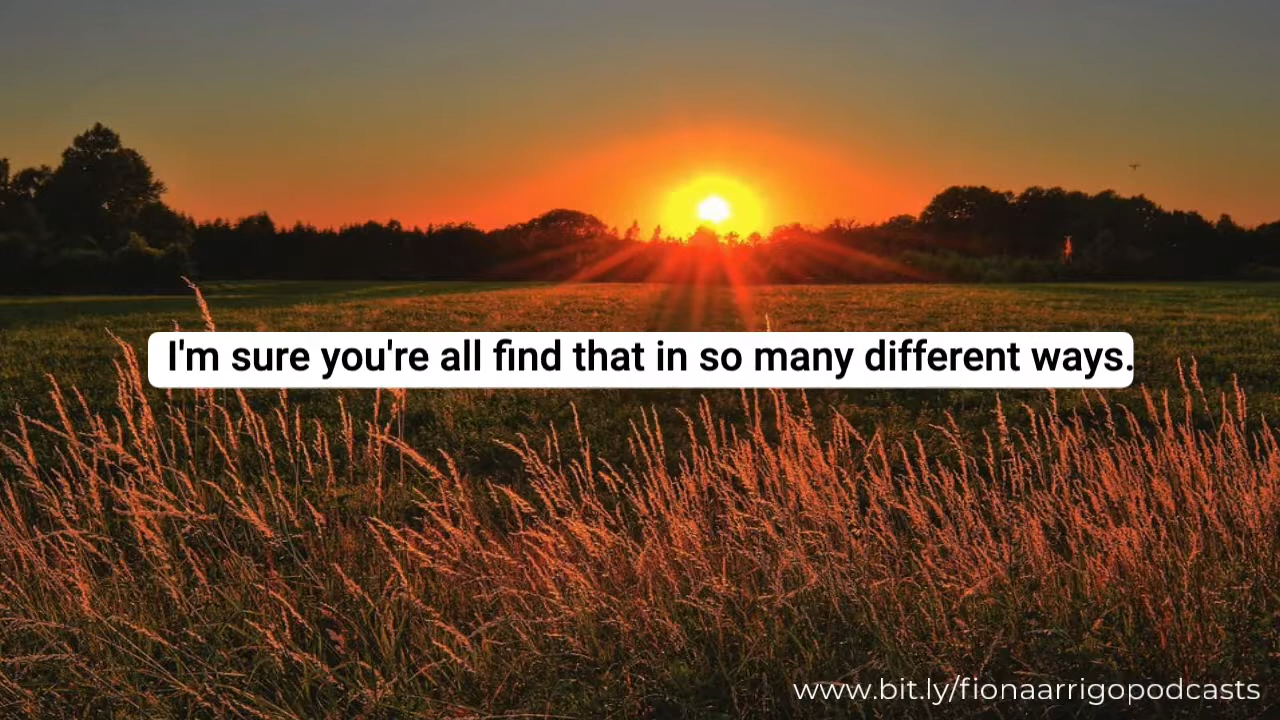 I'm sure you're all find that in so many different ways.
www.bit.ly/fionaarrigopodcasts